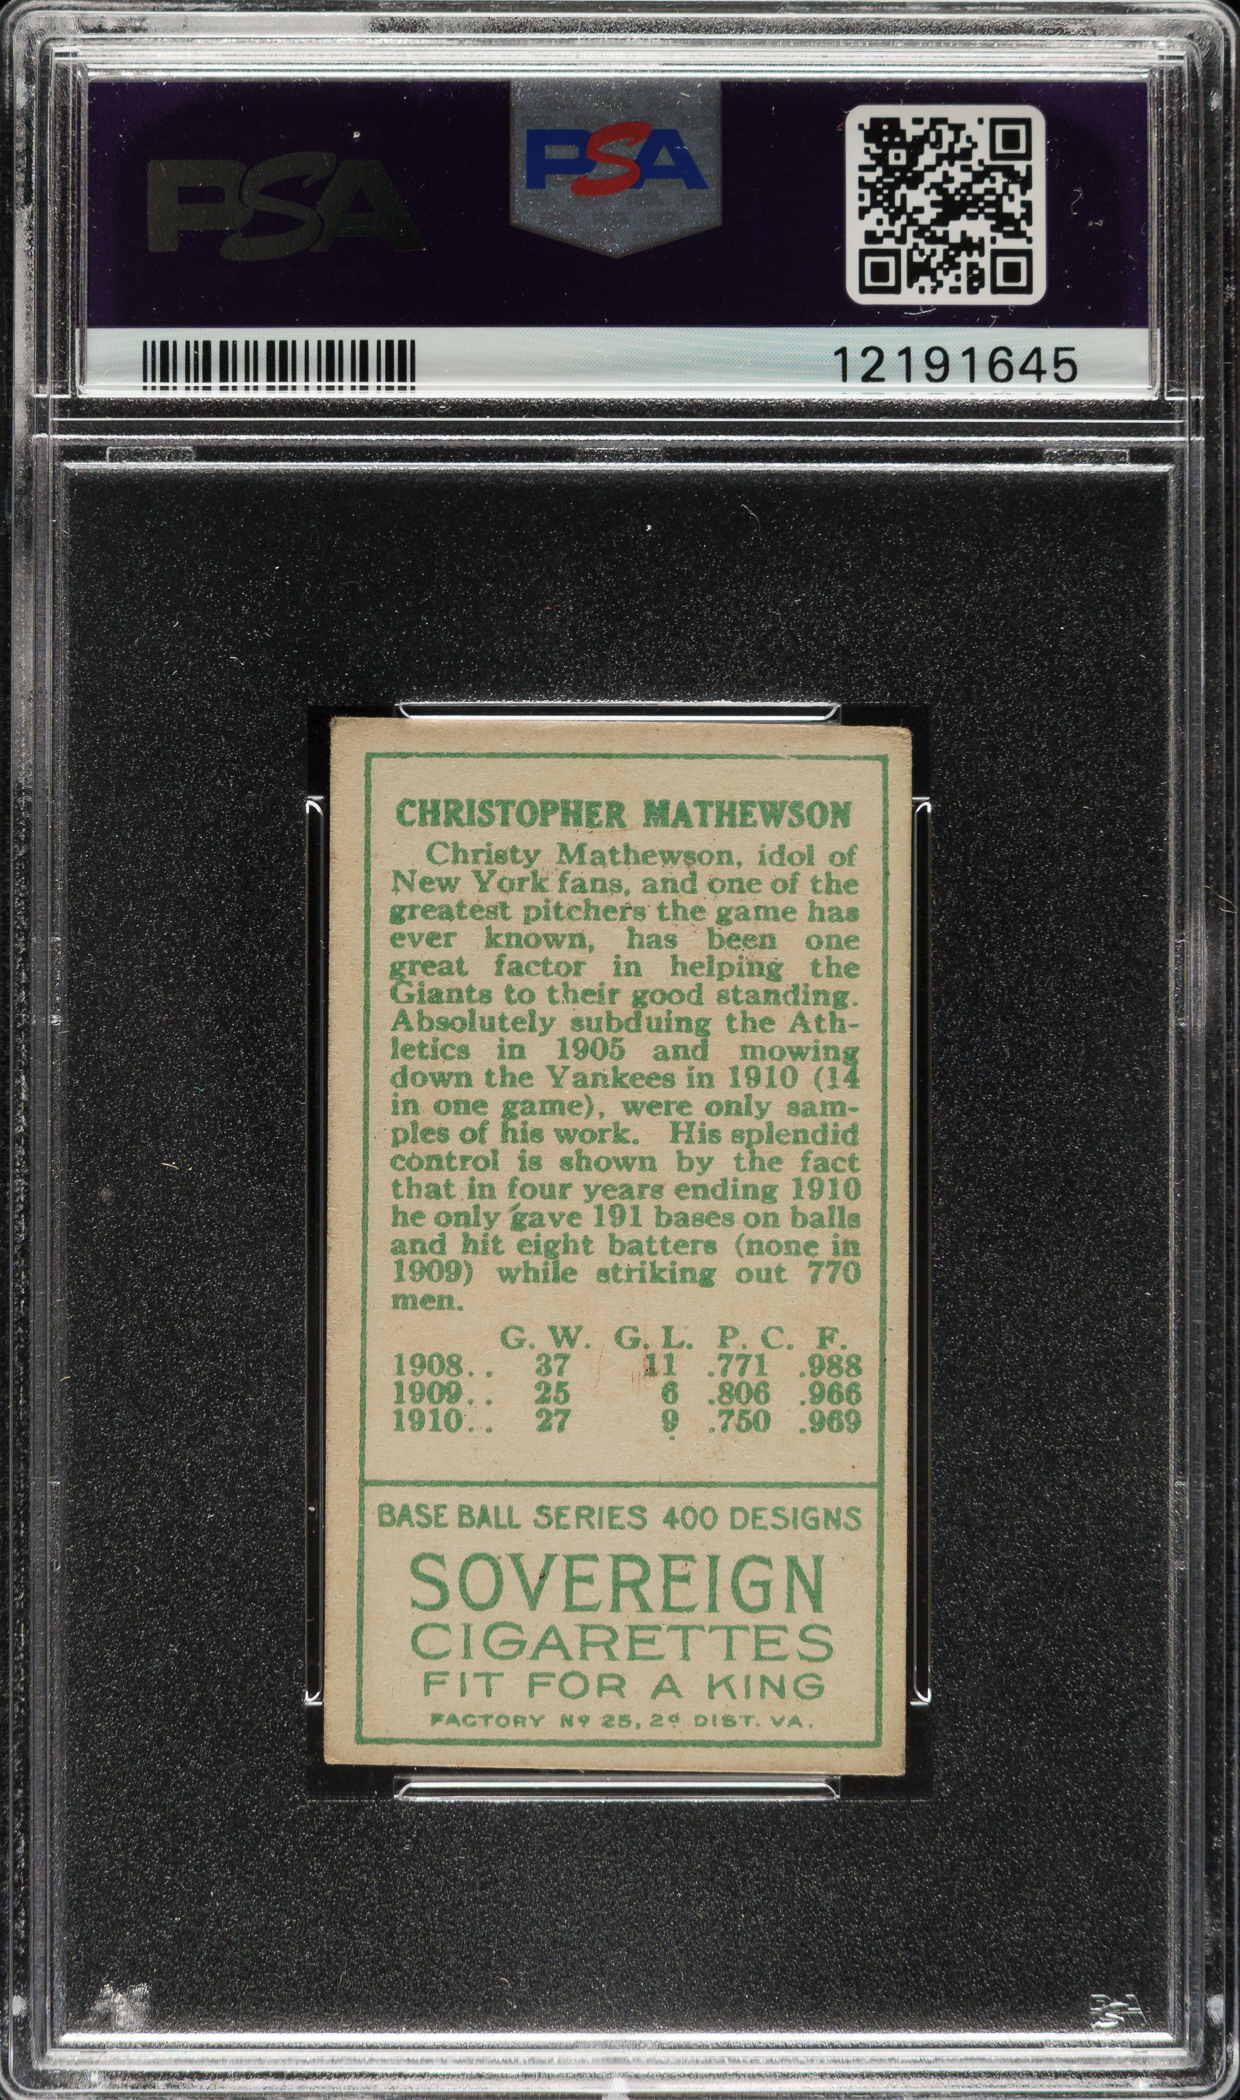 PSA
PSA
12191645
CHRISTOPHER MATHEWSON
Christy Mathewson, idol of
New York fans, and one of the
greatest pitchers the game has
ever known, has been one
great factor in helping the
Giants to their good standing.
Absolutely subduing the Ath-
letics in 1905 and mowing
down the Yankees in 1910 (14
in one game), were only sam-
ples of his work. His splendid
control is shown by the fact
that in four years ending 1910
he only gave 191 bases on balls
and hit eight batters (none in
1909) while striking out 770
men.
G. W. G. L. P. C. F.
1908.. 37 11 .771 .988
1909.. 25 6 .806 .966
1910.. 27 9 .750 .969
BASE BALL SERIES 400 DESIGNS
SOVEREIGN
CIGARETTES
FIT FOR A KING
FACTORY Nº 25, 2d DIST. VA.
PSA